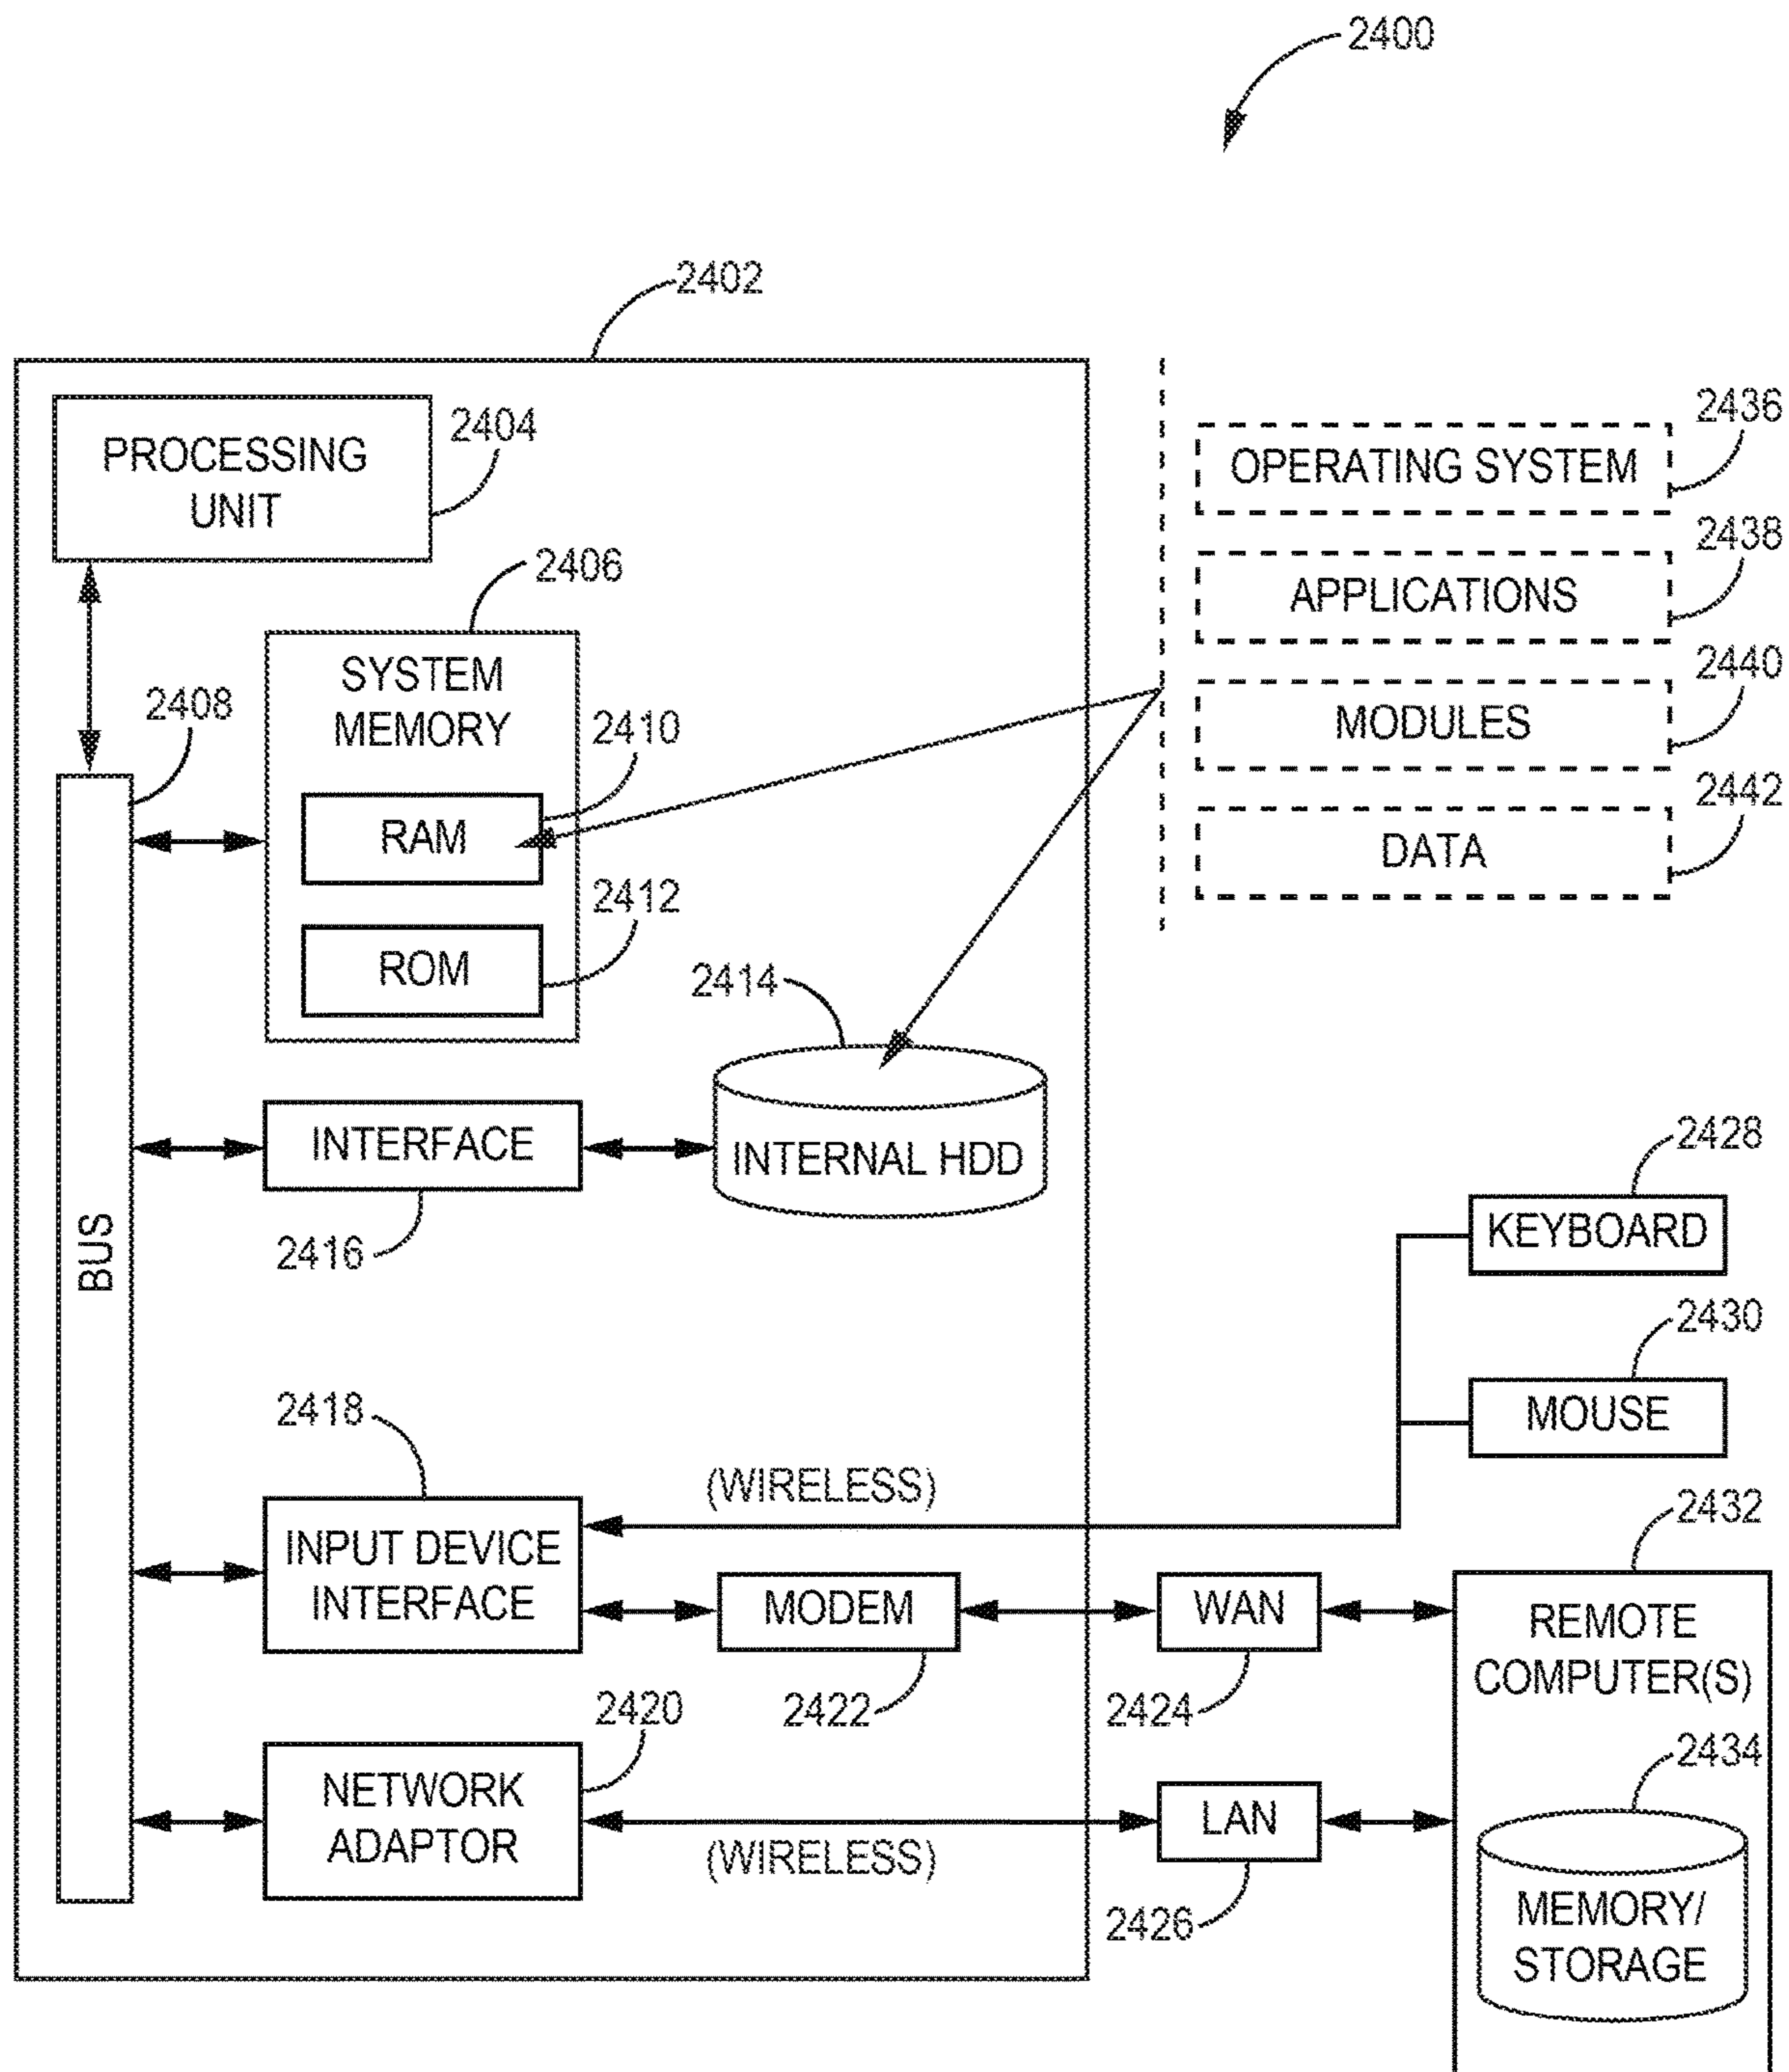 2400
2402
PROCESSING
UNIT
2404
2436
OPERATING SYSTEM
2438
APPLICATIONS
2440
MODULES
2442
DATA
2406
SYSTEM
MEMORY
2408
2410
RAM
2412
ROM
2414
INTERNAL HDD
INTERFACE
2416
BUS
2428
KEYBOARD
2430
MOUSE
2418
(WIRELESS)
INPUT DEVICE
INTERFACE
MODEM
2422
WAN
2424
2432
REMOTE
COMPUTER(S)
2420
NETWORK
ADAPTOR
(WIRELESS)
LAN
2426
2434
MEMORY/
STORAGE